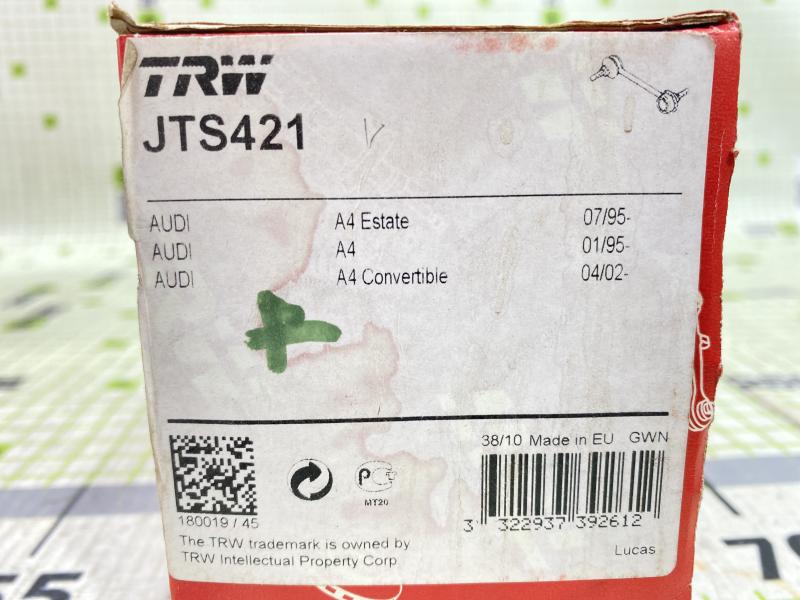 TRW
JTS421
AUDI A4 Estate 07/95-
AUDI A4 01/95-
AUDI A4 Convertible 04/02-
38/10 Made in EU GWN
MT20
180019 / 45
3 322937 392612
The TRW trademark is owned by
TRW Intellectual Property Corp
Lucas
55